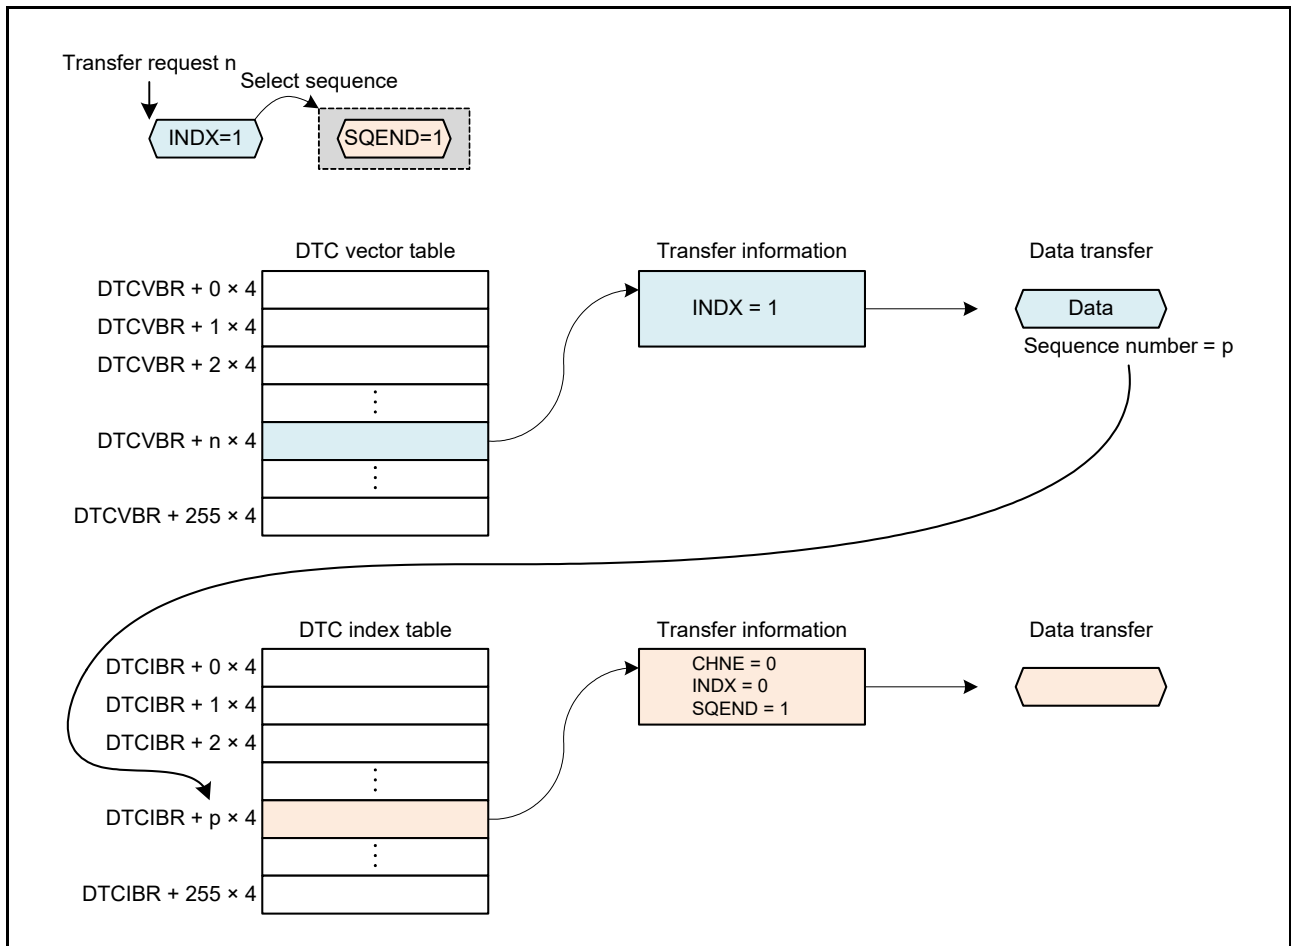 Transfer request n
Select sequence
INDX=1
SQEND=1
DTC vector table
Transfer information
Data transfer
DTCVBR + 0 × 4
DTCVBR + 1 × 4
DTCVBR + 2 × 4
⋮
DTCVBR + n × 4
⋮
DTCVBR + 255 × 4
INDX = 1
Data
Sequence number = p
DTC index table
Transfer information
Data transfer
DTCIBR + 0 × 4
DTCIBR + 1 × 4
DTCIBR + 2 × 4
⋮
DTCIBR + p × 4
⋮
DTCIBR + 255 × 4
CHNE = 0
INDX = 0
SQEND = 1